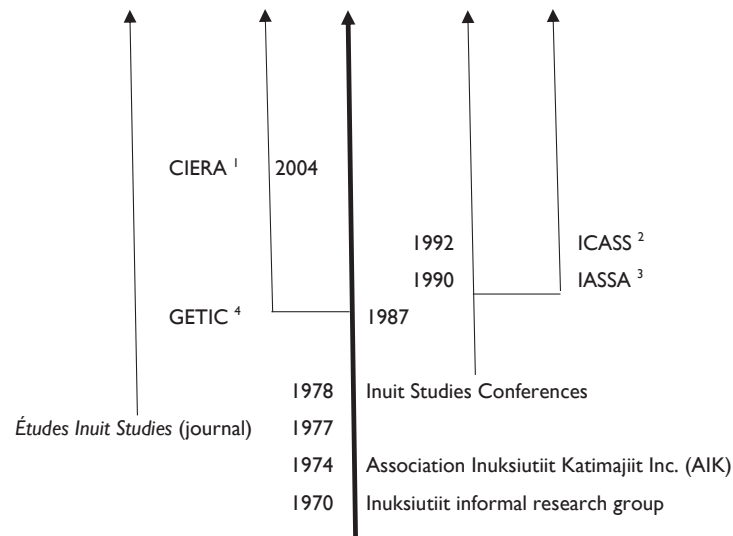 CIERA ¹ 2004
1992 ICASS ²
1990 IASSA ³
GETIC ⁴ 1987
1978 Inuit Studies Conferences
Études Inuit Studies (journal) 1977
1974 Association Inuksiutiit Katimajiit Inc. (AIK)
1970 Inuksiutiit informal research group